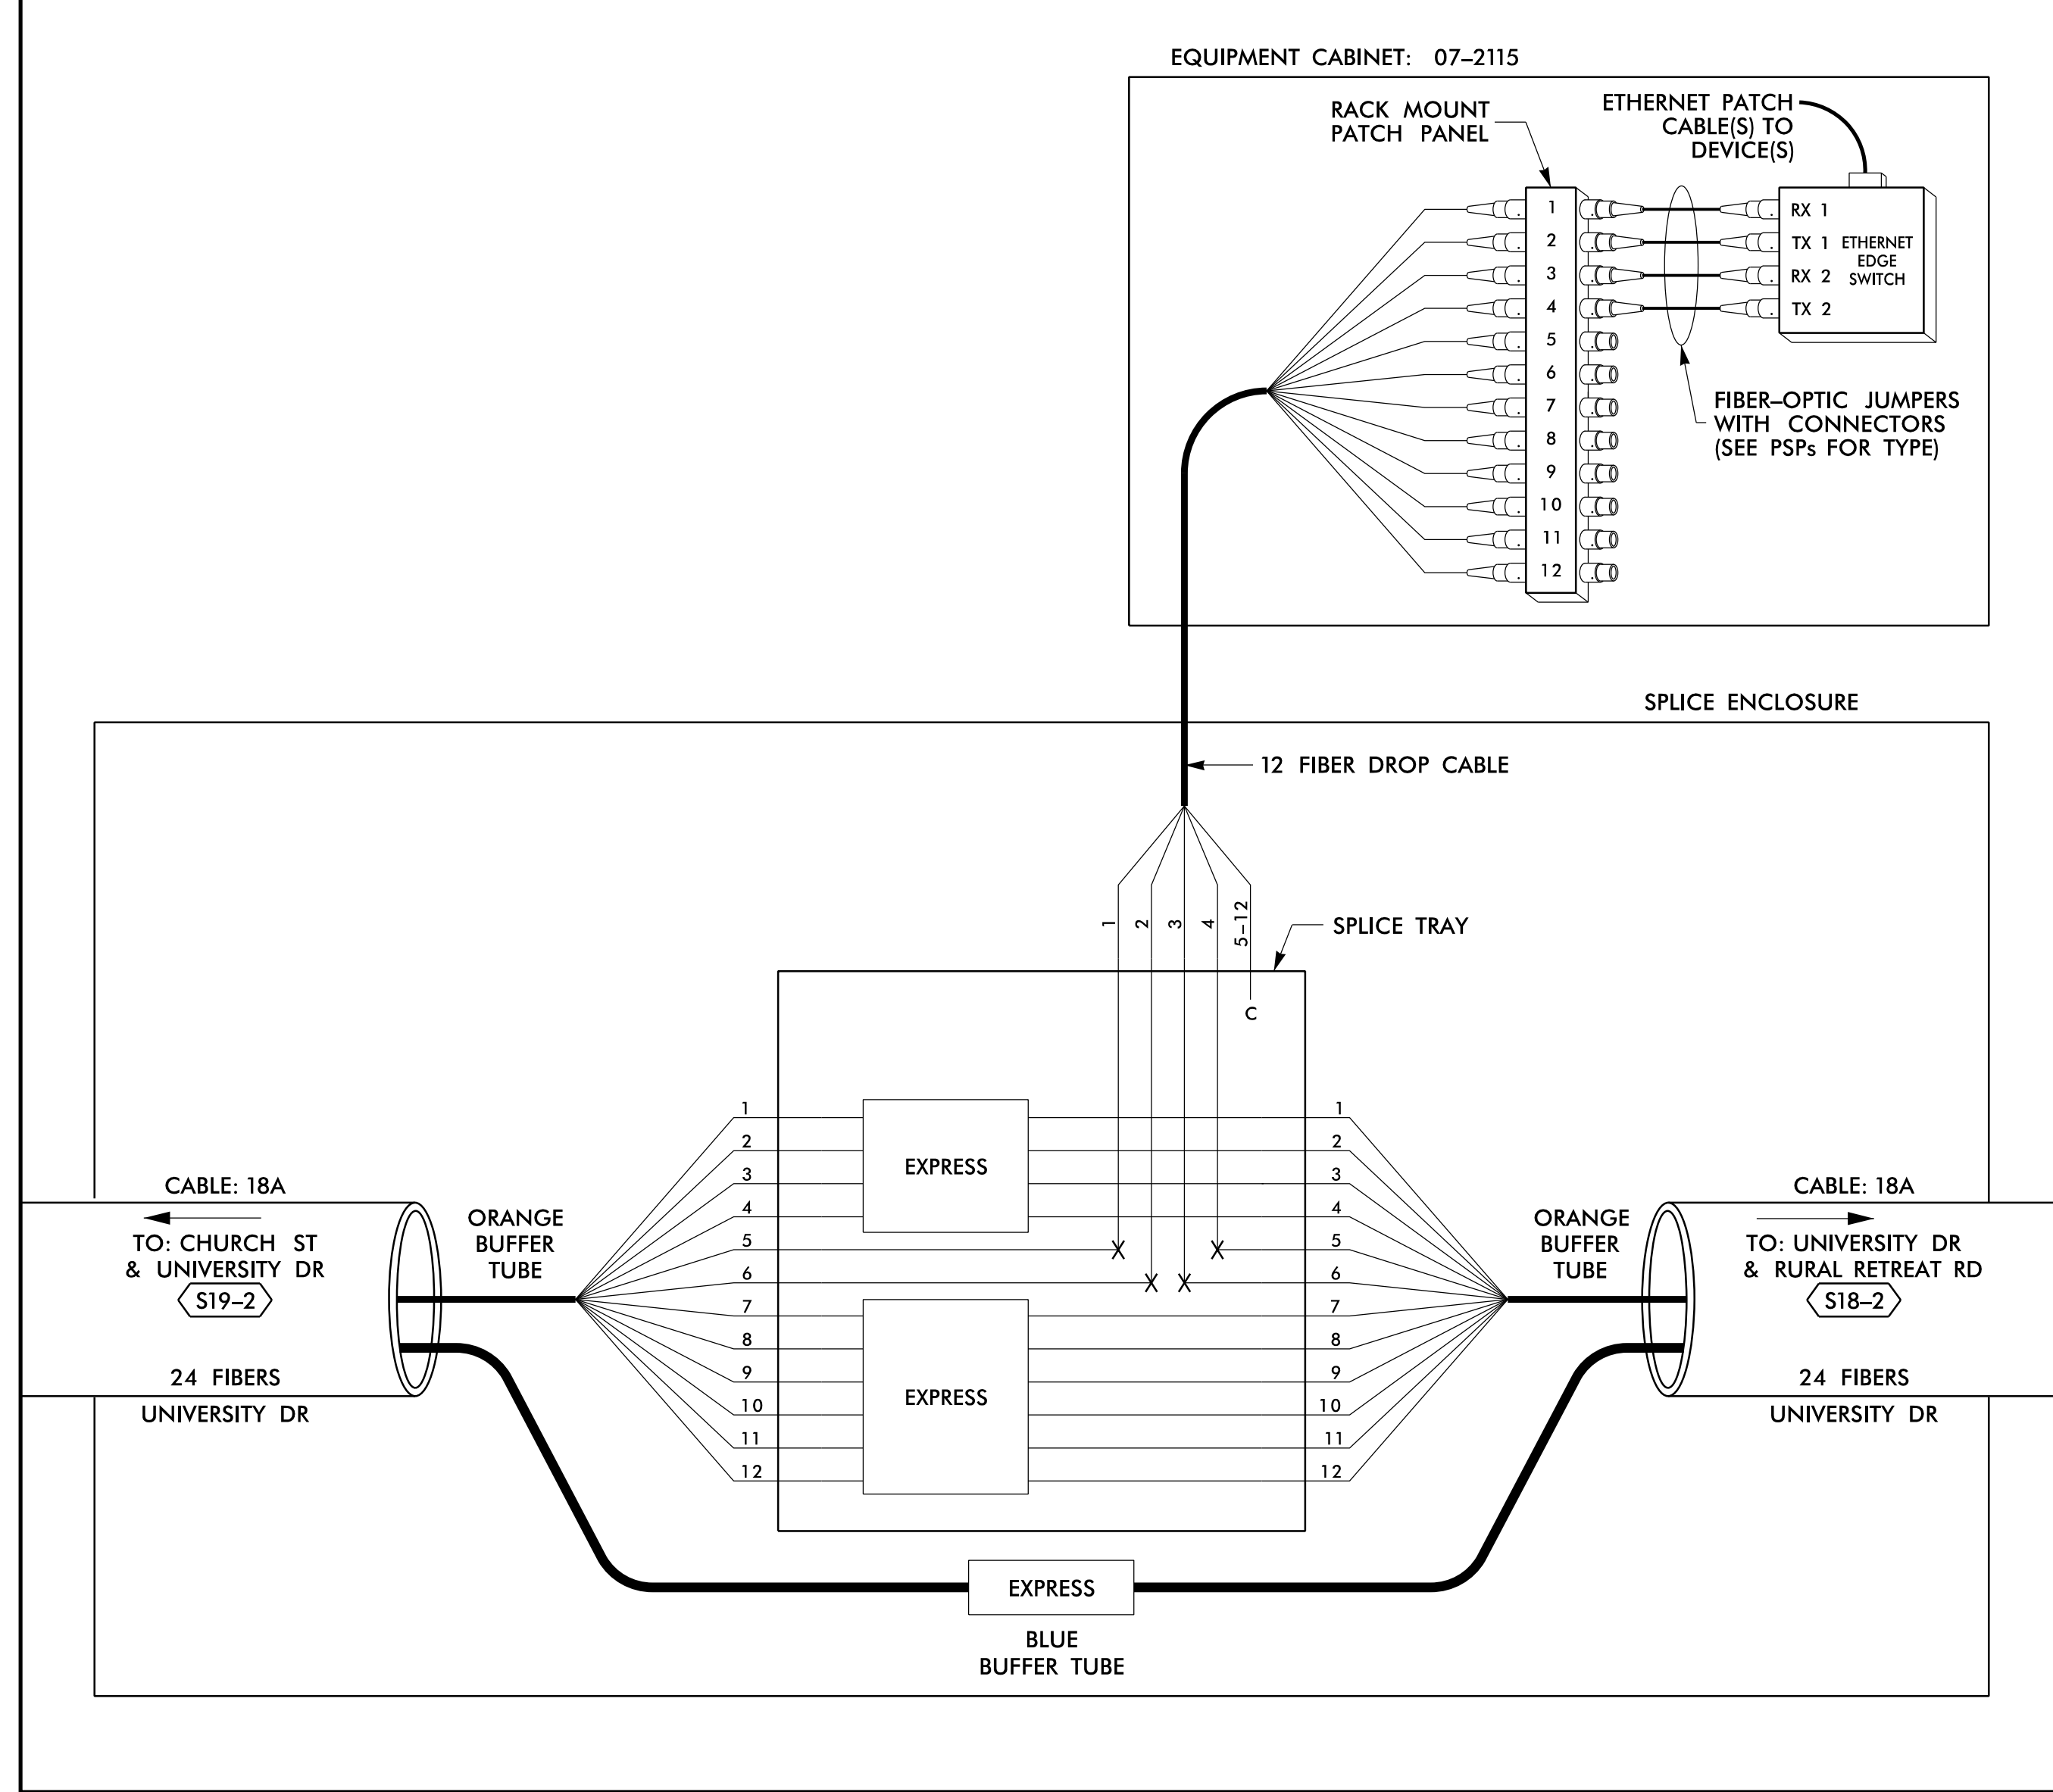 EQUIPMENT CABINET: 07–2115
RACK MOUNT
PATCH PANEL
ETHERNET PATCH
CABLE(S) TO
DEVICE(S)
1
2
3
4
5
6
7
8
9
10
11
12
RX 1
TX 1
RX 2
TX 2
ETHERNET
EDGE
SWITCH
FIBER–OPTIC JUMPERS
WITH CONNECTORS
(SEE PSPs FOR TYPE)
SPLICE ENCLOSURE
12 FIBER DROP CABLE
1
2
3
4
5–12
SPLICE TRAY
C
CABLE: 18A
TO: CHURCH ST
& UNIVERSITY DR
S19–2
24 FIBERS
UNIVERSITY DR
ORANGE
BUFFER
TUBE
1
2
3
4
5
6
7
8
9
10
11
12
EXPRESS
EXPRESS
1
2
3
4
5
6
7
8
9
10
11
12
ORANGE
BUFFER
TUBE
CABLE: 18A
TO: UNIVERSITY DR
& RURAL RETREAT RD
S18–2
24 FIBERS
UNIVERSITY DR
EXPRESS
BLUE
BUFFER TUBE